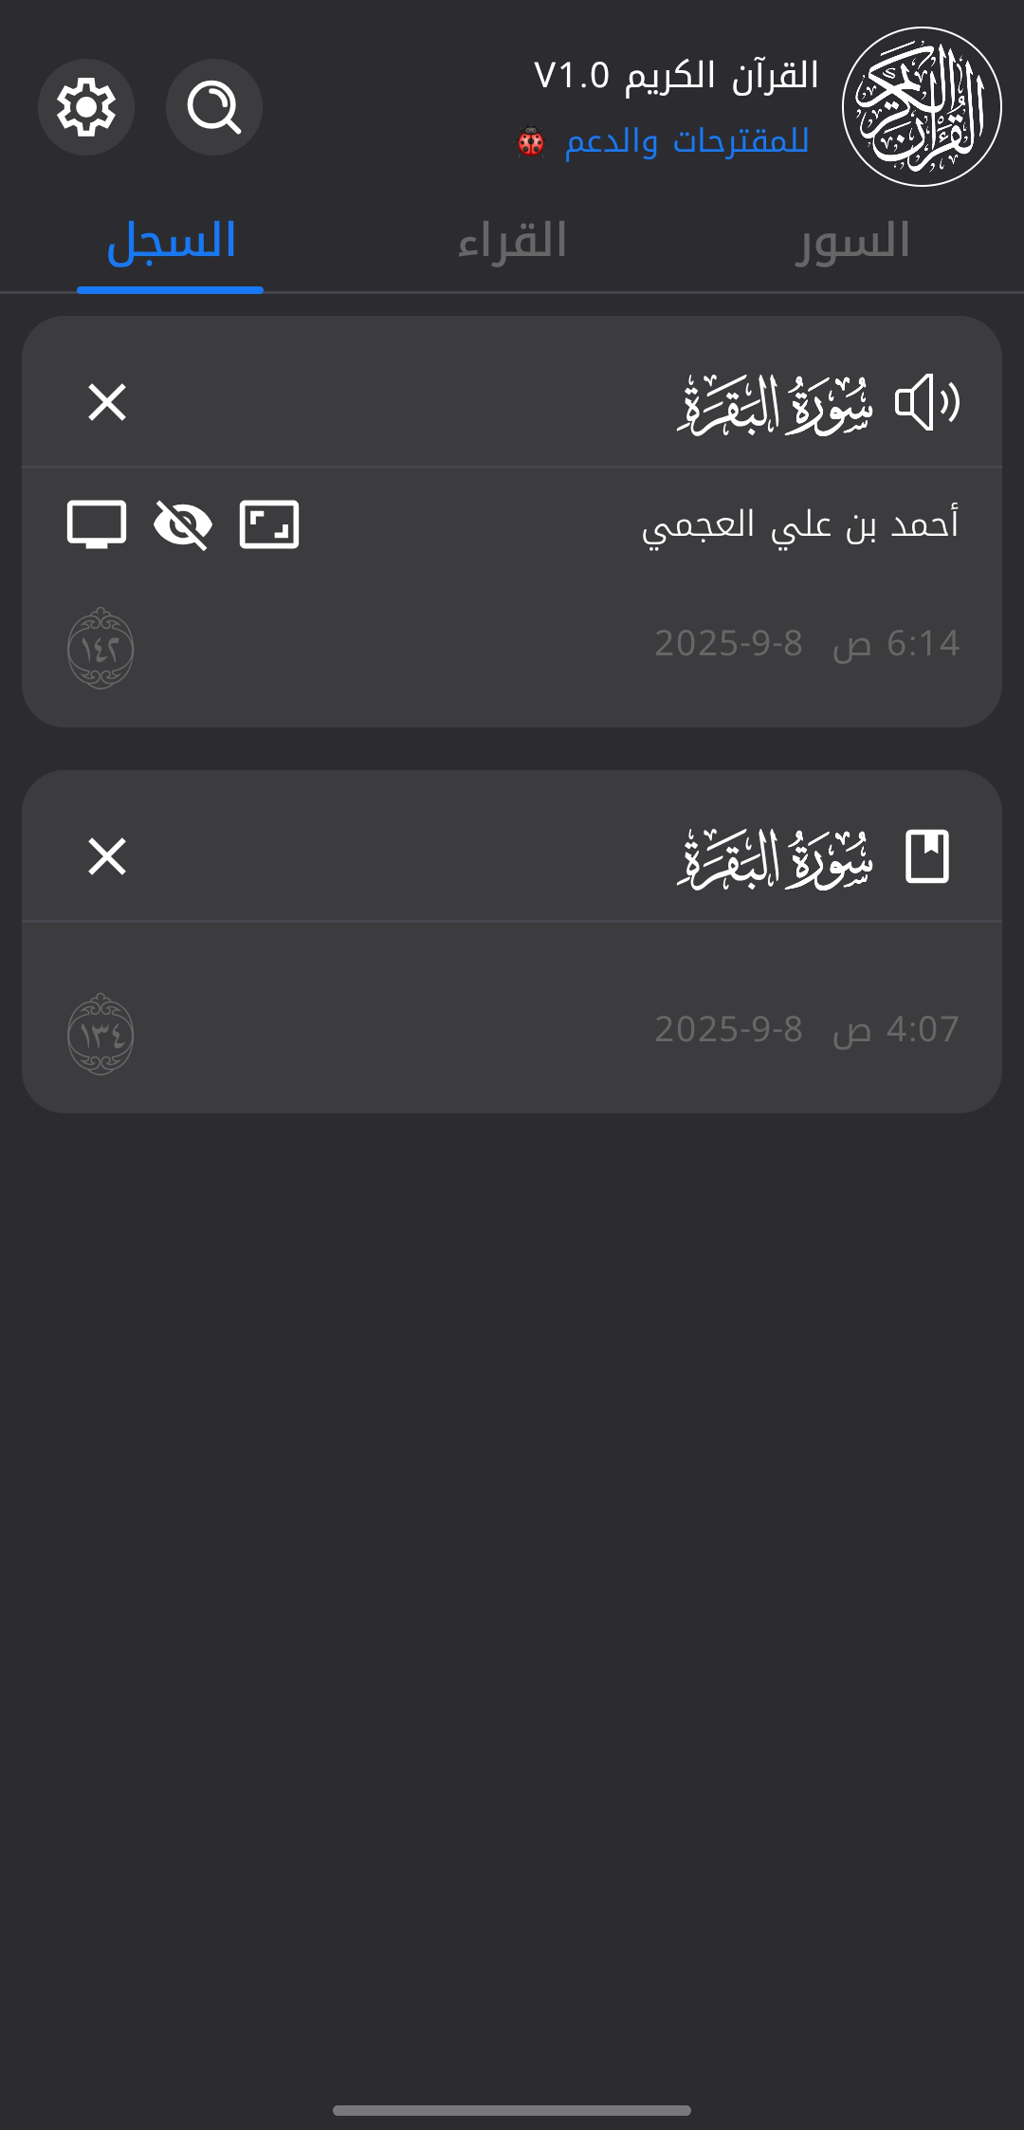 القرآن الكريم V1.0
للمقترحات والدعم 🐞
القرآن الكريم
السور
القراء
السجل
سُورَةُ البَقَرَةِ
أحمد بن علي العجمي
6:14 ص 2025-9-8
١٤٢
سُورَةُ البَقَرَةِ
4:07 ص 2025-9-8
١٣٤